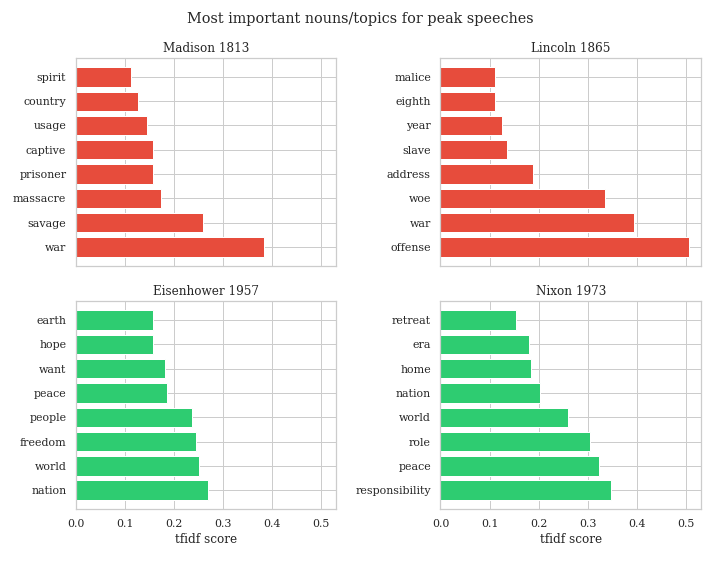 Most important nouns/topics for peak speeches
Madison 1813
spirit
country
usage
captive
prisoner
massacre
savage
war
Lincoln 1865
malice
eighth
year
slave
address
woe
war
offense
Eisenhower 1957
earth
hope
want
peace
people
freedom
world
nation
0.0 0.1 0.2 0.3 0.4 0.5
tfidf score
Nixon 1973
retreat
era
home
nation
world
role
peace
responsibility
0.0 0.1 0.2 0.3 0.4 0.5
tfidf score